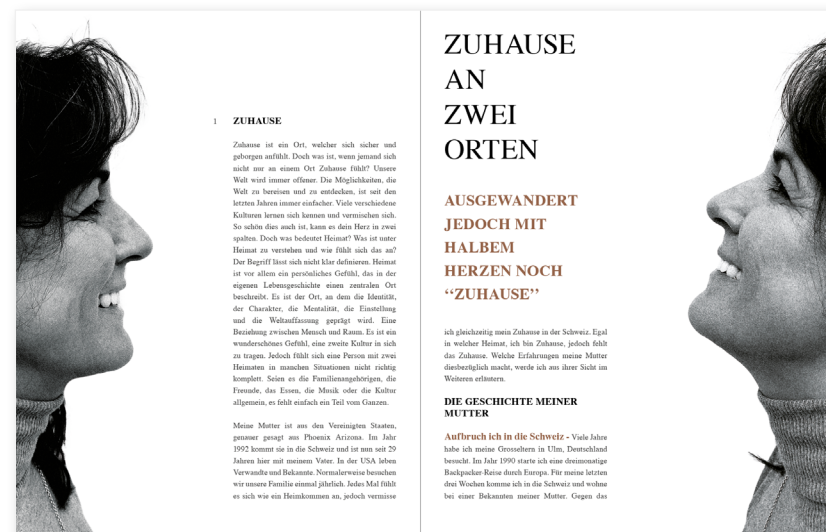 1 ZUHAUSE
Zuhause ist ein Ort, welcher sich sicher und
geborgen anfühlt. Doch was ist, wenn jemand sich
nicht nur an einem Ort Zuhause fühlt? Unsere
Welt wird immer offener. Die Möglichkeiten, die
Welt zu bereisen und zu entdecken, ist seit den
letzten Jahren immer einfacher. Viele verschiedene
Kulturen lernen sich kennen und vermischen sich.
So schön dies auch ist, kann es dein Herz in zwei
spalten. Doch was bedeutet Heimat? Was ist unter
Heimat zu verstehen und wie fühlt sich das an?
Der Begriff lässt sich nicht klar definieren. Heimat
ist vor allem ein persönliches Gefühl, das in der
eigenen Lebensgeschichte einen zentralen Ort
beschreibt. Es ist der Ort, an dem die Identität,
der Charakter, die Mentalität, die Einstellung
und die Weltauffassung geprägt wird. Eine
Beziehung zwischen Mensch und Raum. Es ist ein
wunderschönes Gefühl, eine zweite Kultur in sich
zu tragen. Jedoch fühlt sich eine Person mit zwei
Heimaten in manchen Situationen nicht richtig
komplett. Seien es die Familienangehörigen, die
Freunde, das Essen, die Musik oder die Kultur
allgemein, es fehlt einfach ein Teil vom Ganzen.
Meine Mutter ist aus den Vereinigten Staaten,
genauer gesagt aus Phoenix Arizona. Im Jahr
1992 kommt sie in die Schweiz und ist nun seit 29
Jahren hier mit meinem Vater. In der USA leben
Verwandte und Bekannte. Normalerweise besuchen
wir unsere Familie einmal jährlich. Jedes Mal fühlt
es sich wie ein Heimkommen an, jedoch vermisse
ZUHAUSE
AN
ZWEI
ORTEN
AUSGEWANDERT
JEDOCH MIT
HALBEM
HERZEN NOCH
“ZUHAUSE”
ich gleichzeitig mein Zuhause in der Schweiz. Egal
in welcher Heimat, ich bin Zuhause, jedoch fehlt
das Zuhause. Welche Erfahrungen meine Mutter
diesbezüglich macht, werde ich aus ihrer Sicht im
Weiteren erläutern.
DIE GESCHICHTE MEINER
MUTTER
Aufbruch ich in die Schweiz - Viele Jahre
habe ich meine Grosseltern in Ulm, Deutschland
besucht. Im Jahr 1990 starte ich eine dreimonatige
Backpacker-Reise durch Europa. Für meine letzten
drei Wochen komme ich in die Schweiz und wohne
bei einer Bekannten meiner Mutter. Gegen das